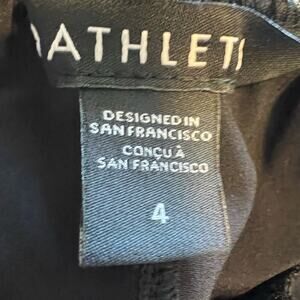 ATHLET
DESIGNED IN
SAN FRANCISCO
CONÇU À
SAN FRANCISCO
4